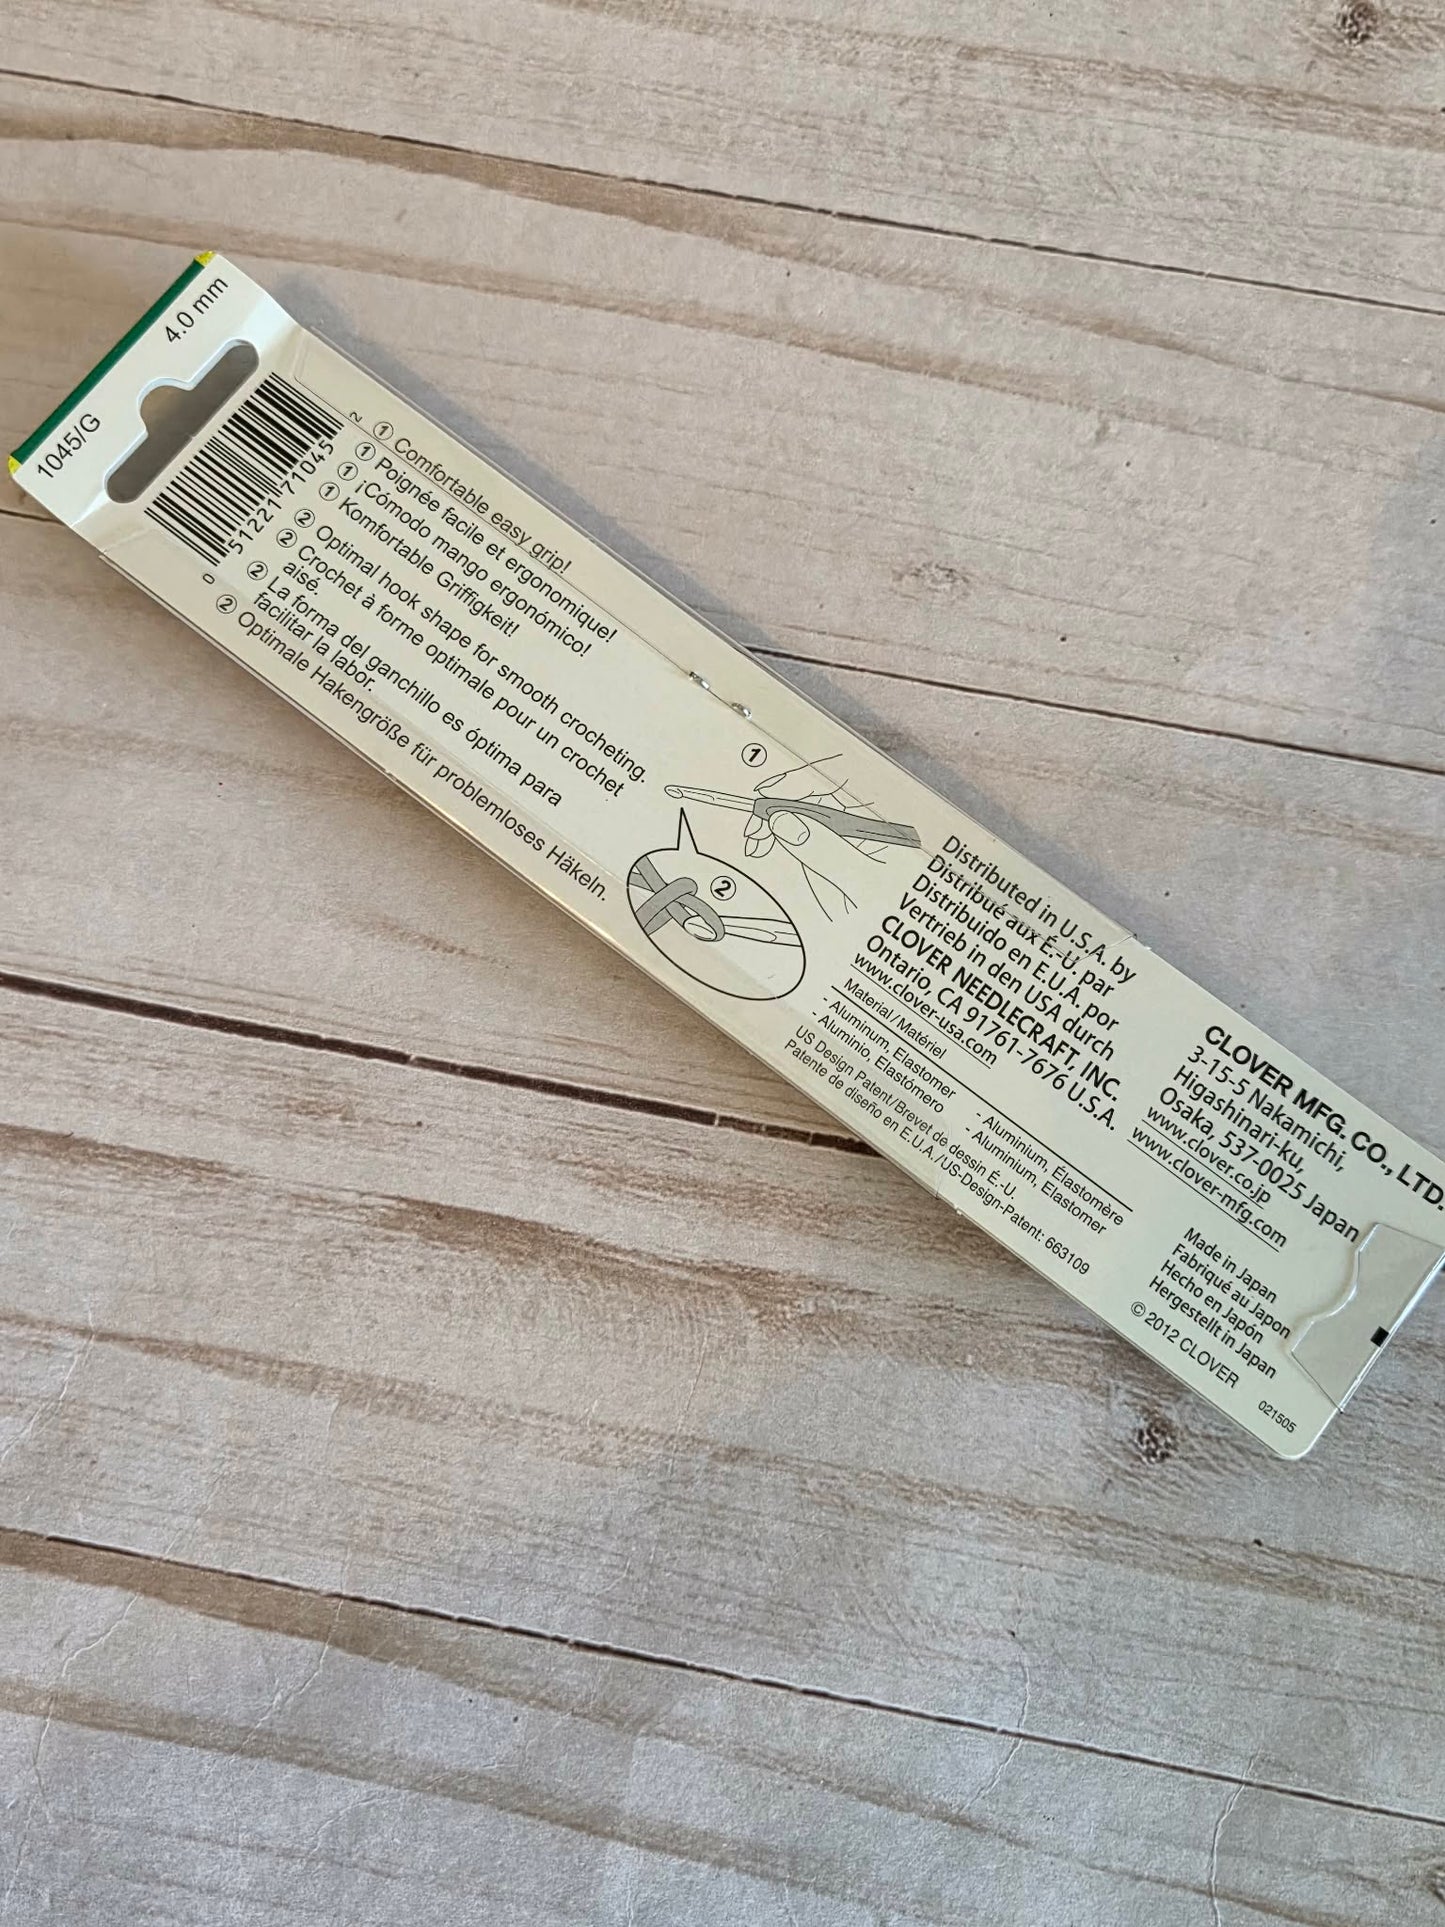 1045/G
4.0 mm
0 51221 71045 2
① Comfortable easy grip!
① Poignée facile et ergonomique!
① ¡Cómodo mango ergonómico!
① Komfortable Griffigkeit!
② Optimal hook shape for smooth crocheting.
② Crochet à forme optimale pour un crochet
aisé.
② La forma del ganchillo es óptima para
facilitar la labor.
② Optimale Hakengröße für problemloses Häkeln.
①
②
Distributed in U.S.A. by
Distribué aux É.-U. par
Distribuido en E.U.A. por
Vertrieb in den USA durch
CLOVER NEEDLECRAFT, INC.
Ontario, CA 91761-7676 U.S.A.
www.clover-usa.com
Material/Matériel
- Aluminum, Elastomer - Aluminium, Élastomère
- Aluminio, Elastómero - Aluminium, Elastomer
US Design Patent/Brevet de dessin É.-U.
Patente de diseño en E.U.A./US-Design-Patent: 663109
CLOVER MFG. CO., LTD.
3-15-5 Nakamichi,
Higashinari-ku,
Osaka, 537-0025 Japan
www.clover.co.jp
www.clover-mfg.com
Made in Japan
Fabriqué au Japon
Hecho en Japón
Hergestellt in Japan
© 2012 CLOVER
021505